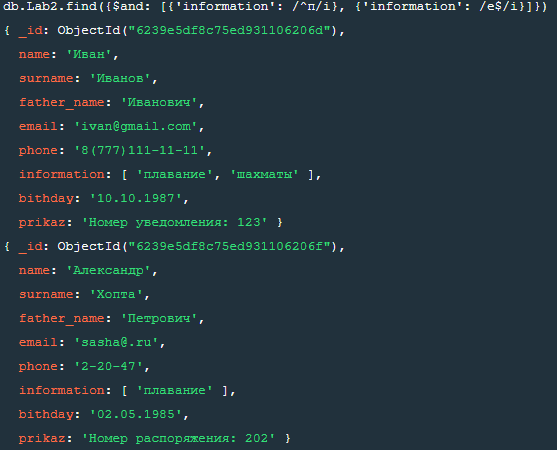 db.Lab2.find({$and: [{'information': /^п/i}, {'information': /е$/i}]})
{ _id: ObjectId("6239e5df8c75ed931106206d"),
name: 'Иван',
surname: 'Иванов',
father_name: 'Иванович',
email: 'ivan@gmail.com',
phone: '8(777)111-11-11',
information: [ 'плавание', 'шахматы' ],
bithday: '10.10.1987',
prikaz: 'Номер уведомления: 123' }
{ _id: ObjectId("6239e5df8c75ed931106206f"),
name: 'Александр',
surname: 'Хопта',
father_name: 'Петрович',
email: 'sasha@.ru',
phone: '2-20-47',
information: [ 'плавание' ],
bithday: '02.05.1985',
prikaz: 'Номер распоряжения: 202' }